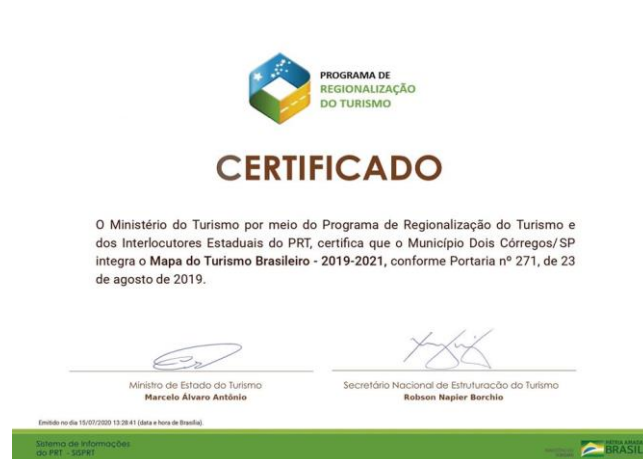 PROGRAMA DE
REGIONALIZAÇÃO
DO TURISMO
CERTIFICADO
O Ministério do Turismo por meio do Programa de Regionalização do Turismo e
dos Interlocutores Estaduais do PRT, certifica que o Município Dois Córregos/SP
integra o Mapa do Turismo Brasileiro - 2019-2021, conforme Portaria nº 271, de 23
de agosto de 2019.
Ministro de Estado do Turismo
Marcelo Álvaro Antônio
Secretário Nacional de Estruturacão do Turismo
Robson Napier Borchio
Emitido no dia 15/07/2020 13:28:41 (data e hora de Brasília).
Sistema de Informações
do PRT - SISPRT
PÁTRIA AMADA
BRASIL